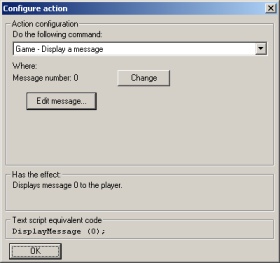 Configure action
Action configuration
Do the following command:
Game - Display a message
Where:
Message number: 0
Change
Edit message...
Has the effect:
Displays message 0 to the player.
Text script equivalent code
DisplayMessage (0);
OK